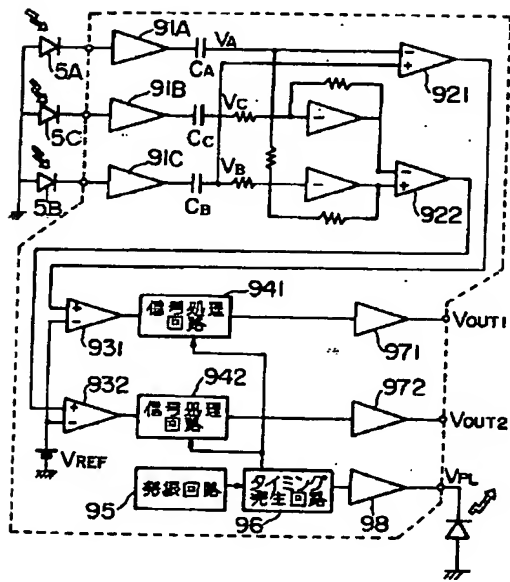 91A
VA
5A
CA
921
91B
VC
5C
CC
91C
VB
5B
CB
922
941
信号処理
回路
931
971
VOUT1
942
932
信号処理
回路
972
VOUT2
VREF
発振回路
95
タイミング
発生回路
96
98
VPL